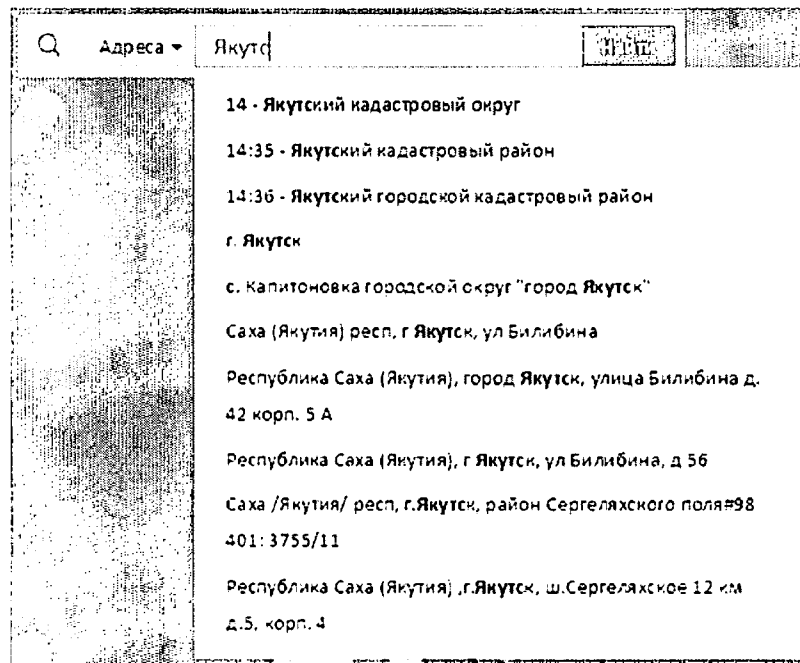 Адреса
Якутс
Найти
14 - Якутский кадастровый округ
14:35 - Якутский кадастровый район
14:36 - Якутский городской кадастровый район
г. Якутск
с. Капитоновка городской округ "город Якутск"
Саха (Якутия) респ, г Якутск, ул Билибина
Республика Саха (Якутия), город Якутск, улица Билибина д.
42 корп. 5 А
Республика Саха (Якутия), г Якутск, ул Билибина, д 56
Саха /Якутия/ респ, г.Якутск, район Сергеляхского поля#98
401: 3755/11
Республика Саха (Якутия) ,г.Якутск, ш.Сергеляхское 12 км
д.5, корп. 4